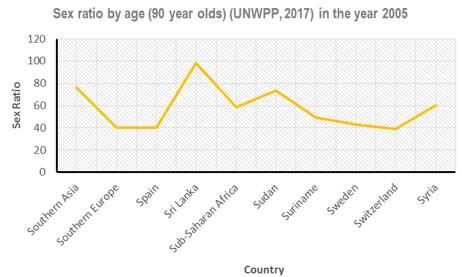 Sex ratio by age (90 year olds) (UNWPP, 2017) in the year 2005
120
100
80
60
40
20
0
Sex Ratio
Southern Asia
Southern Europe
Spain
Sri Lanka
Sub-Saharan Africa
Sudan
Suriname
Sweden
Switzerland
Syria
Country